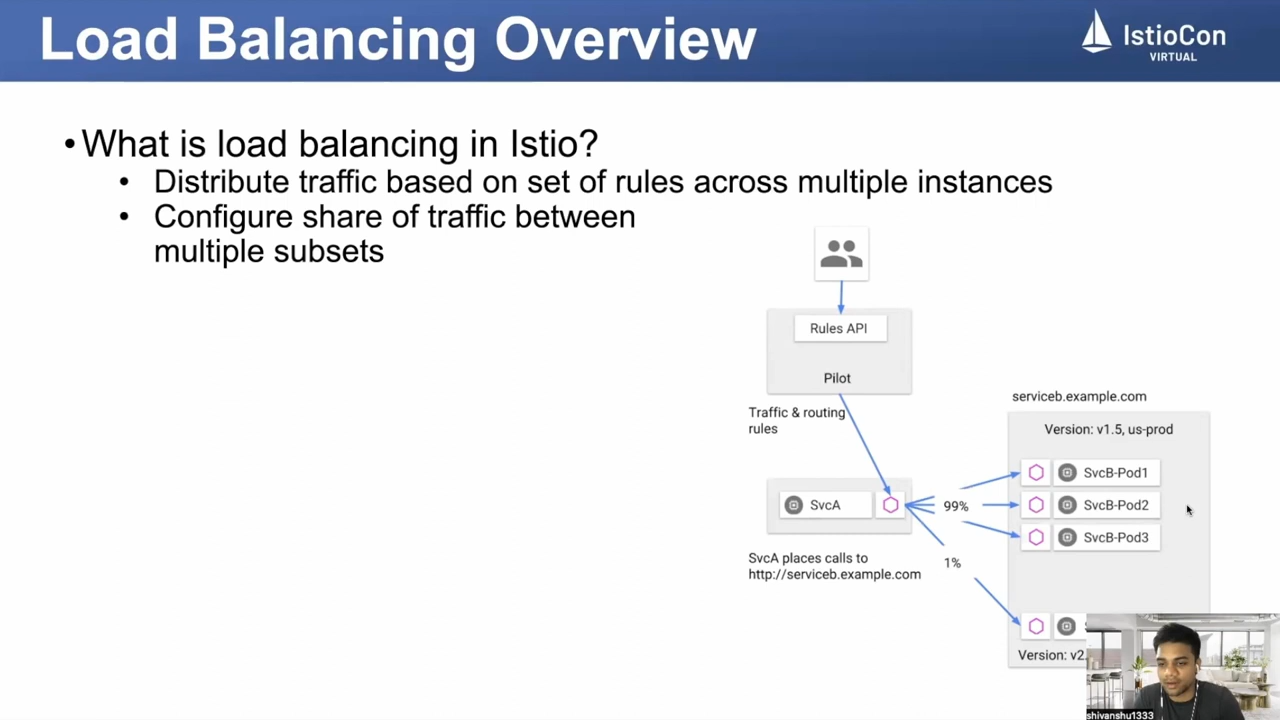 Load Balancing Overview
IstioCon
VIRTUAL
• What is load balancing in Istio?
• Distribute traffic based on set of rules across multiple instances
• Configure share of traffic between
multiple subsets
Rules API
Pilot
Traffic & routing
rules
serviceb.example.com
Version: v1.5, us-prod
SvcB-Pod1
SvcA
99%
SvcB-Pod2
SvcB-Pod3
SvcA places calls to
http://serviceb.example.com
1%
Version: v2
shivanshu1333